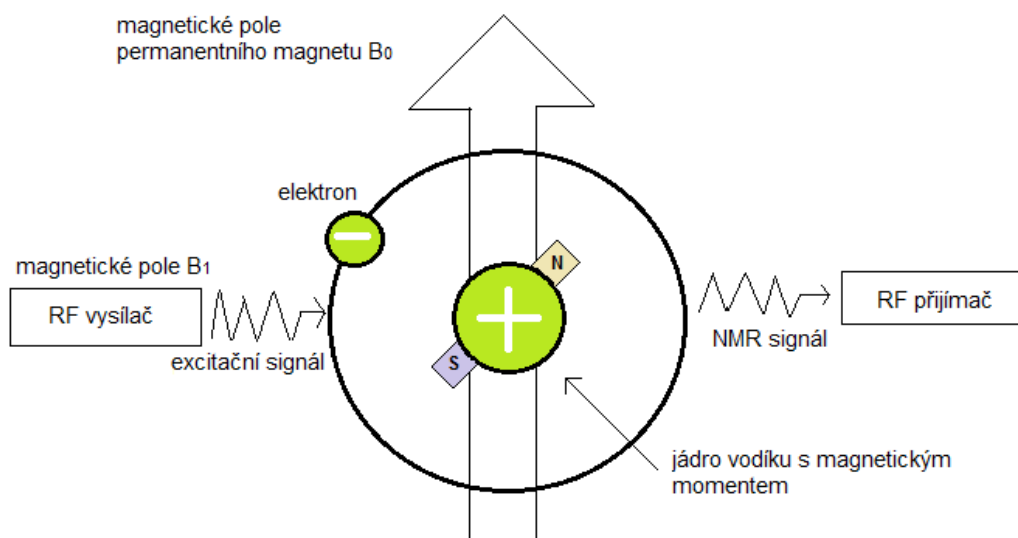 magnetické pole
permanentního magnetu B0
elektron
magnetické pole B1
RF vysílač
excitační signál
N
S
NMR signál
RF přijímač
jádro vodíku s magnetickým
momentem